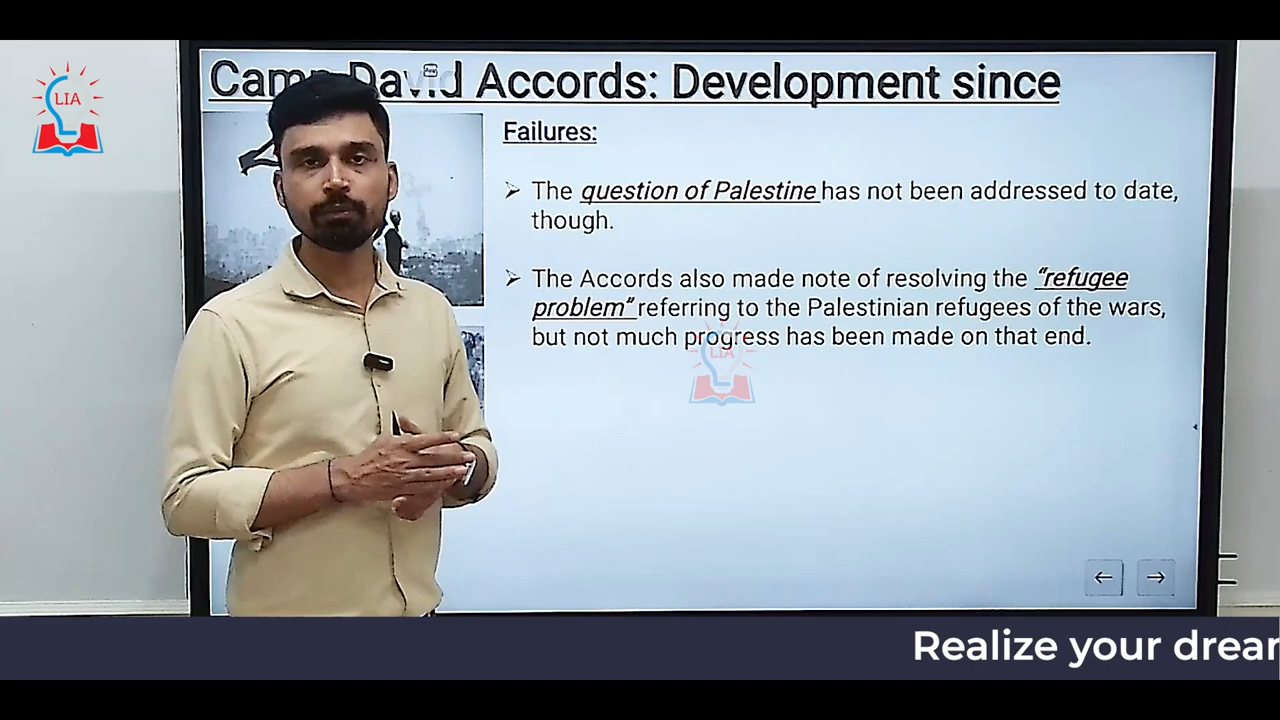 LIA
Camp David Accords: Development since
Failures:
➢ The question of Palestine has not been addressed to date,
though.
➢ The Accords also made note of resolving the “refugee
problem” referring to the Palestinian refugees of the wars,
but not much progress has been made on that end.
LIA
Realize your drea